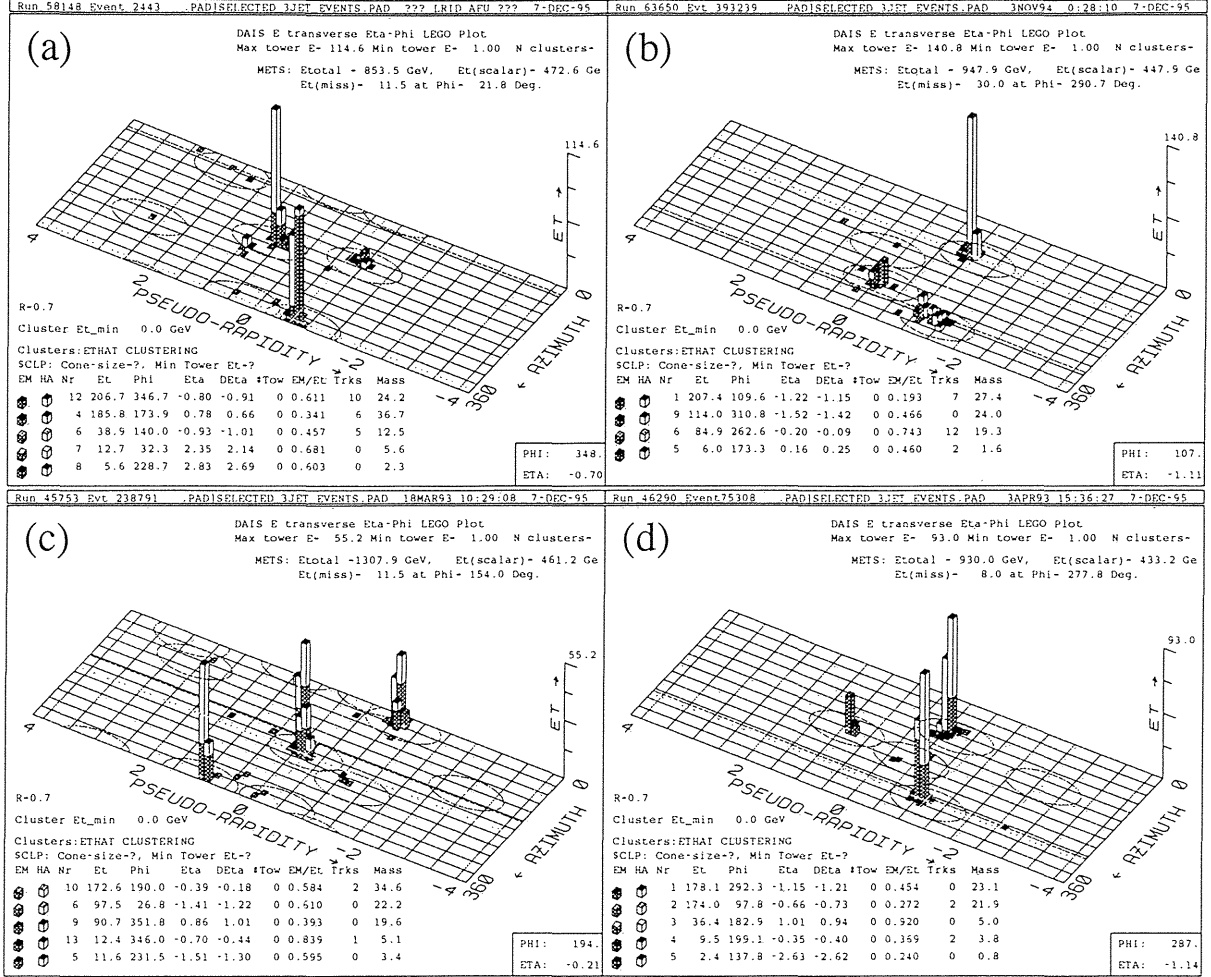 Run 58148 Event 2443 .PAD]SELECTED_3JET_EVENTS.PAD ??? LRID AFU ??? 7-DEC-95
(a)
DAIS E transverse Eta-Phi LEGO Plot
Max tower E- 114.6 Min tower E- 1.00 N clusters-
METS: Etotal - 853.5 GeV, Et(scalar)- 472.6 Ge
Et(miss)- 11.5 at Phi- 21.8 Deg.
114.6
ET →
4
2
0
-2
-4
PSEUDO-RAPIDITY →
0
360
← AZIMUTH
R-0.7
Cluster Et_min 0.0 GeV
Clusters:ETHAT CLUSTERING
SCLP: Cone-size-?, Min Tower Et-?
EM HA Nr Et Phi Eta DEta #Tow EM/Et Trks Mass
12 206.7 346.7 -0.80 -0.91 0 0.611 10 24.2
4 185.8 173.9 0.78 0.66 0 0.341 6 36.7
6 38.9 140.0 -0.93 -1.01 0 0.457 5 12.5
7 12.7 32.3 2.35 2.14 0 0.681 0 5.6
8 5.6 228.7 2.83 2.69 0 0.603 0 2.3
PHI: 348.
ETA: -0.70
Run 63650 Evt 393239 .PAD]SELECTED_3JET_EVENTS.PAD 3NOV94 0:28:10 7-DEC-95
(b)
DAIS E transverse Eta-Phi LEGO Plot
Max tower E- 140.8 Min tower E- 1.00 N clusters-
METS: Etotal - 947.9 GeV, Et(scalar)- 447.9 Ge
Et(miss)- 30.0 at Phi- 290.7 Deg.
140.8
ET →
4
2
0
-2
-4
PSEUDO-RAPIDITY →
0
360
← AZIMUTH
R-0.7
Cluster Et_min 0.0 GeV
Clusters:ETHAT CLUSTERING
SCLP: Cone-size-?, Min Tower Et-?
EM HA Nr Et Phi Eta DEta #Tow EM/Et Trks Mass
1 207.4 109.6 -1.22 -1.15 0 0.193 7 27.4
9 114.0 310.8 -1.52 -1.42 0 0.466 0 24.0
6 84.9 262.6 -0.20 -0.09 0 0.743 12 19.3
5 6.0 173.3 0.16 0.25 0 0.460 2 1.6
PHI: 107.
ETA: -1.11
Run 45753 Evt 238791 .PAD]SELECTED_3JET_EVENTS.PAD 18MAR93 10:29:08 7-DEC-95
(c)
DAIS E transverse Eta-Phi LEGO Plot
Max tower E- 55.2 Min tower E- 1.00 N clusters-
METS: Etotal -1307.9 GeV, Et(scalar)- 461.2 Ge
Et(miss)- 11.5 at Phi- 154.0 Deg.
55.2
ET →
4
2
0
-2
-4
PSEUDO-RAPIDITY →
0
360
← AZIMUTH
R-0.7
Cluster Et_min 0.0 GeV
Clusters:ETHAT CLUSTERING
SCLP: Cone-size-?, Min Tower Et-?
EM HA Nr Et Phi Eta DEta #Tow EM/Et Trks Mass
10 172.6 190.0 -0.39 -0.18 0 0.584 2 34.6
6 97.5 26.8 -1.41 -1.22 0 0.610 0 22.2
9 90.7 351.8 0.86 1.01 0 0.393 0 19.6
13 12.4 346.0 -0.70 -0.44 0 0.839 1 5.1
5 11.6 231.5 -1.51 -1.30 0 0.595 0 3.4
PHI: 194.
ETA: -0.21
Run 46290 Event75308 .PAD]SELECTED_3JET_EVENTS.PAD 3APR93 15:36:27 7-DEC-95
(d)
DAIS E transverse Eta-Phi LEGO Plot
Max tower E- 93.0 Min tower E- 1.00 N clusters-
METS: Etotal - 930.0 GeV, Et(scalar)- 433.2 Ge
Et(miss)- 8.0 at Phi- 277.8 Deg.
93.0
ET →
4
2
0
-2
-4
PSEUDO-RAPIDITY →
0
360
← AZIMUTH
R-0.7
Cluster Et_min 0.0 GeV
Clusters:ETHAT CLUSTERING
SCLP: Cone-size-?, Min Tower Et-?
EM HA Nr Et Phi Eta DEta #Tow EM/Et Trks Mass
1 178.1 292.3 -1.15 -1.21 0 0.454 0 23.1
2 174.0 97.8 -0.66 -0.73 0 0.272 2 21.9
3 36.4 182.9 1.01 0.94 0 0.920 0 5.0
4 9.5 199.1 -0.35 -0.40 0 0.369 2 3.8
5 2.4 137.8 -2.63 -2.62 0 0.240 0 0.8
PHI: 287.
ETA: -1.14